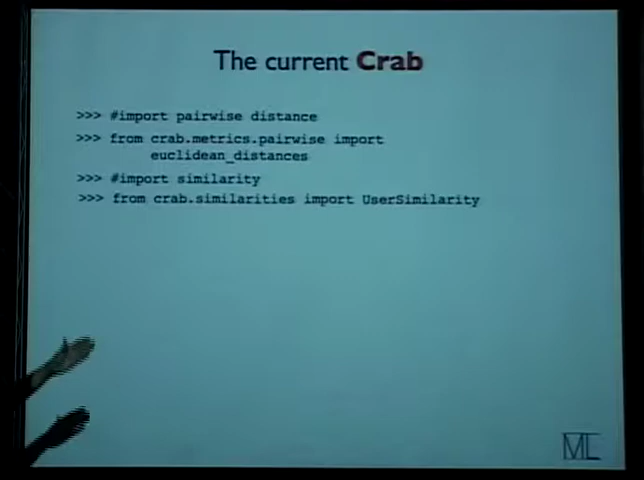 The current Crab
>>> #import pairwise distance
>>> from crab.metrics.pairwise import
euclidean_distances
>>> #import similarity
>>> from crab.similarities import UserSimilarity